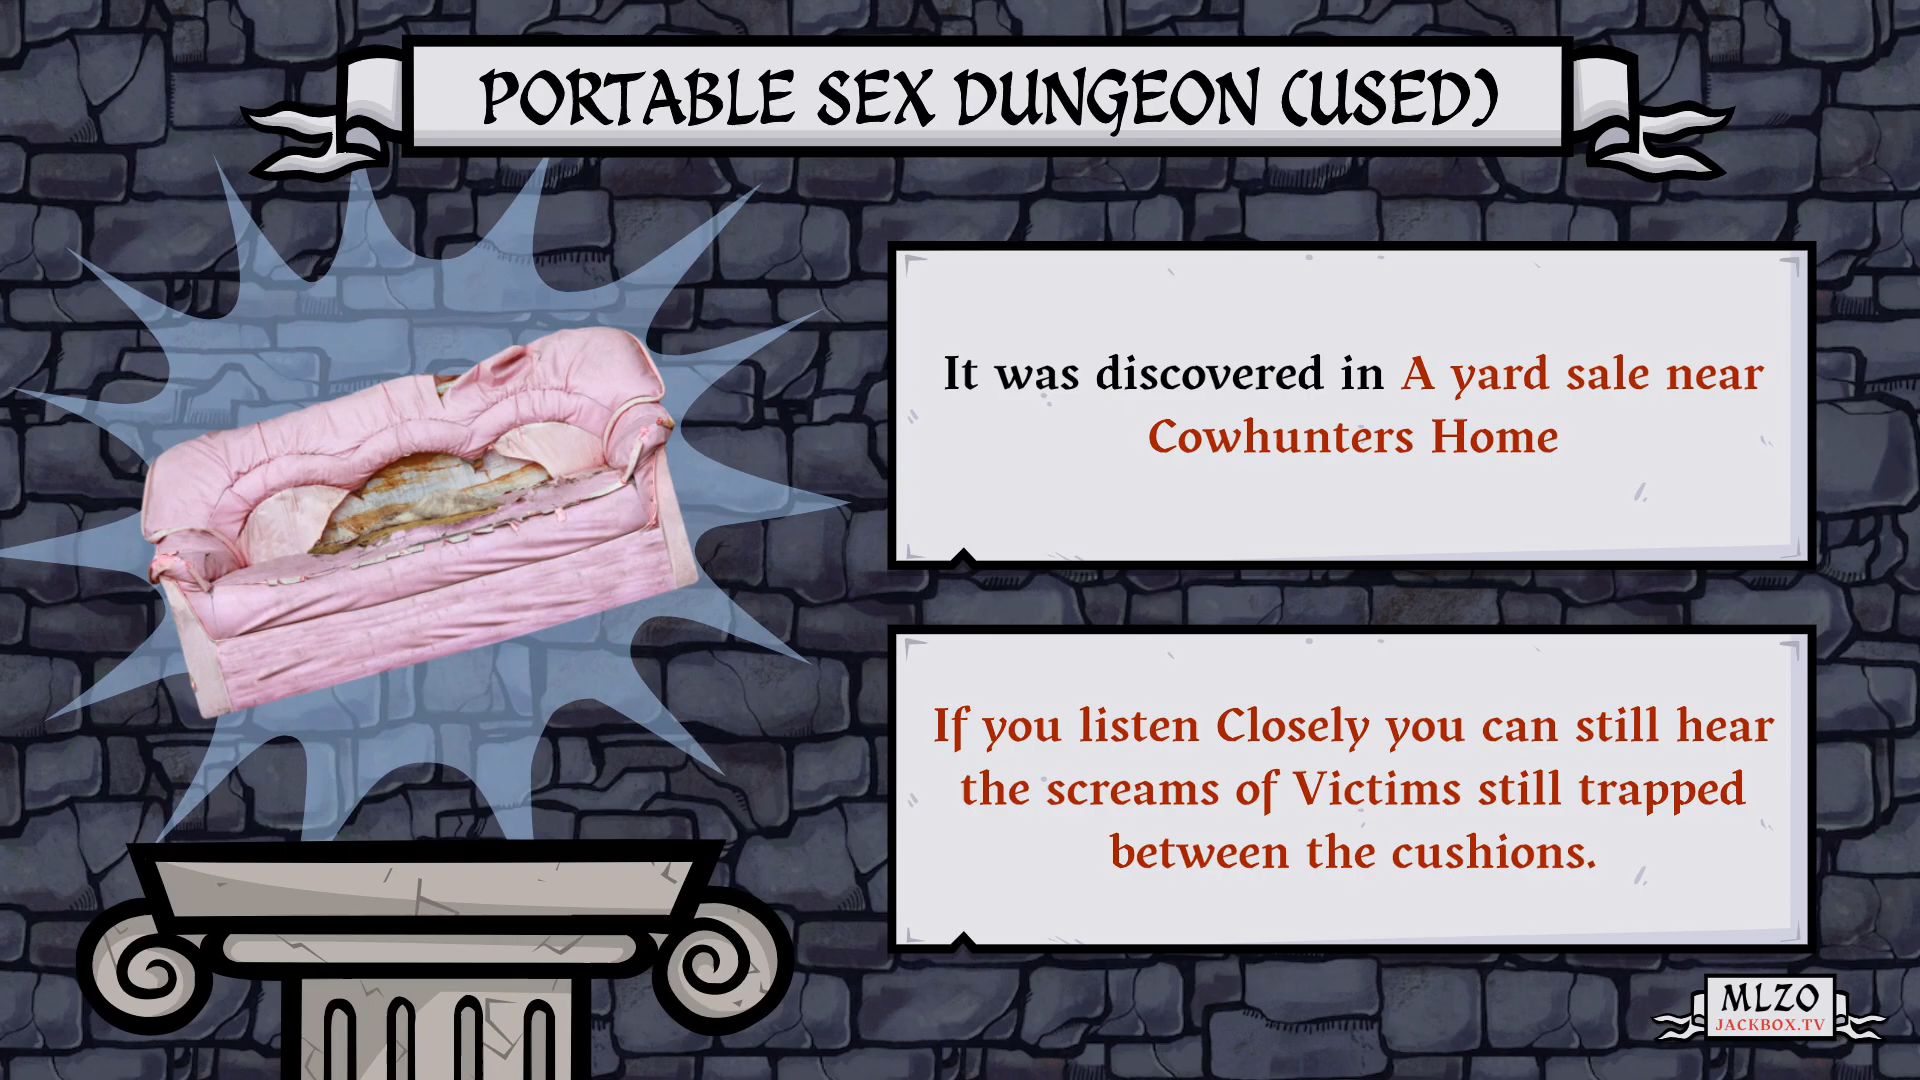 PORTABLE SEX DUNGEON (USED)
It was discovered in A yard sale near
Cowhunters Home
If you listen Closely you can still hear
the screams of Victims still trapped
between the cushions.
MLZO
JACKBOX.TV